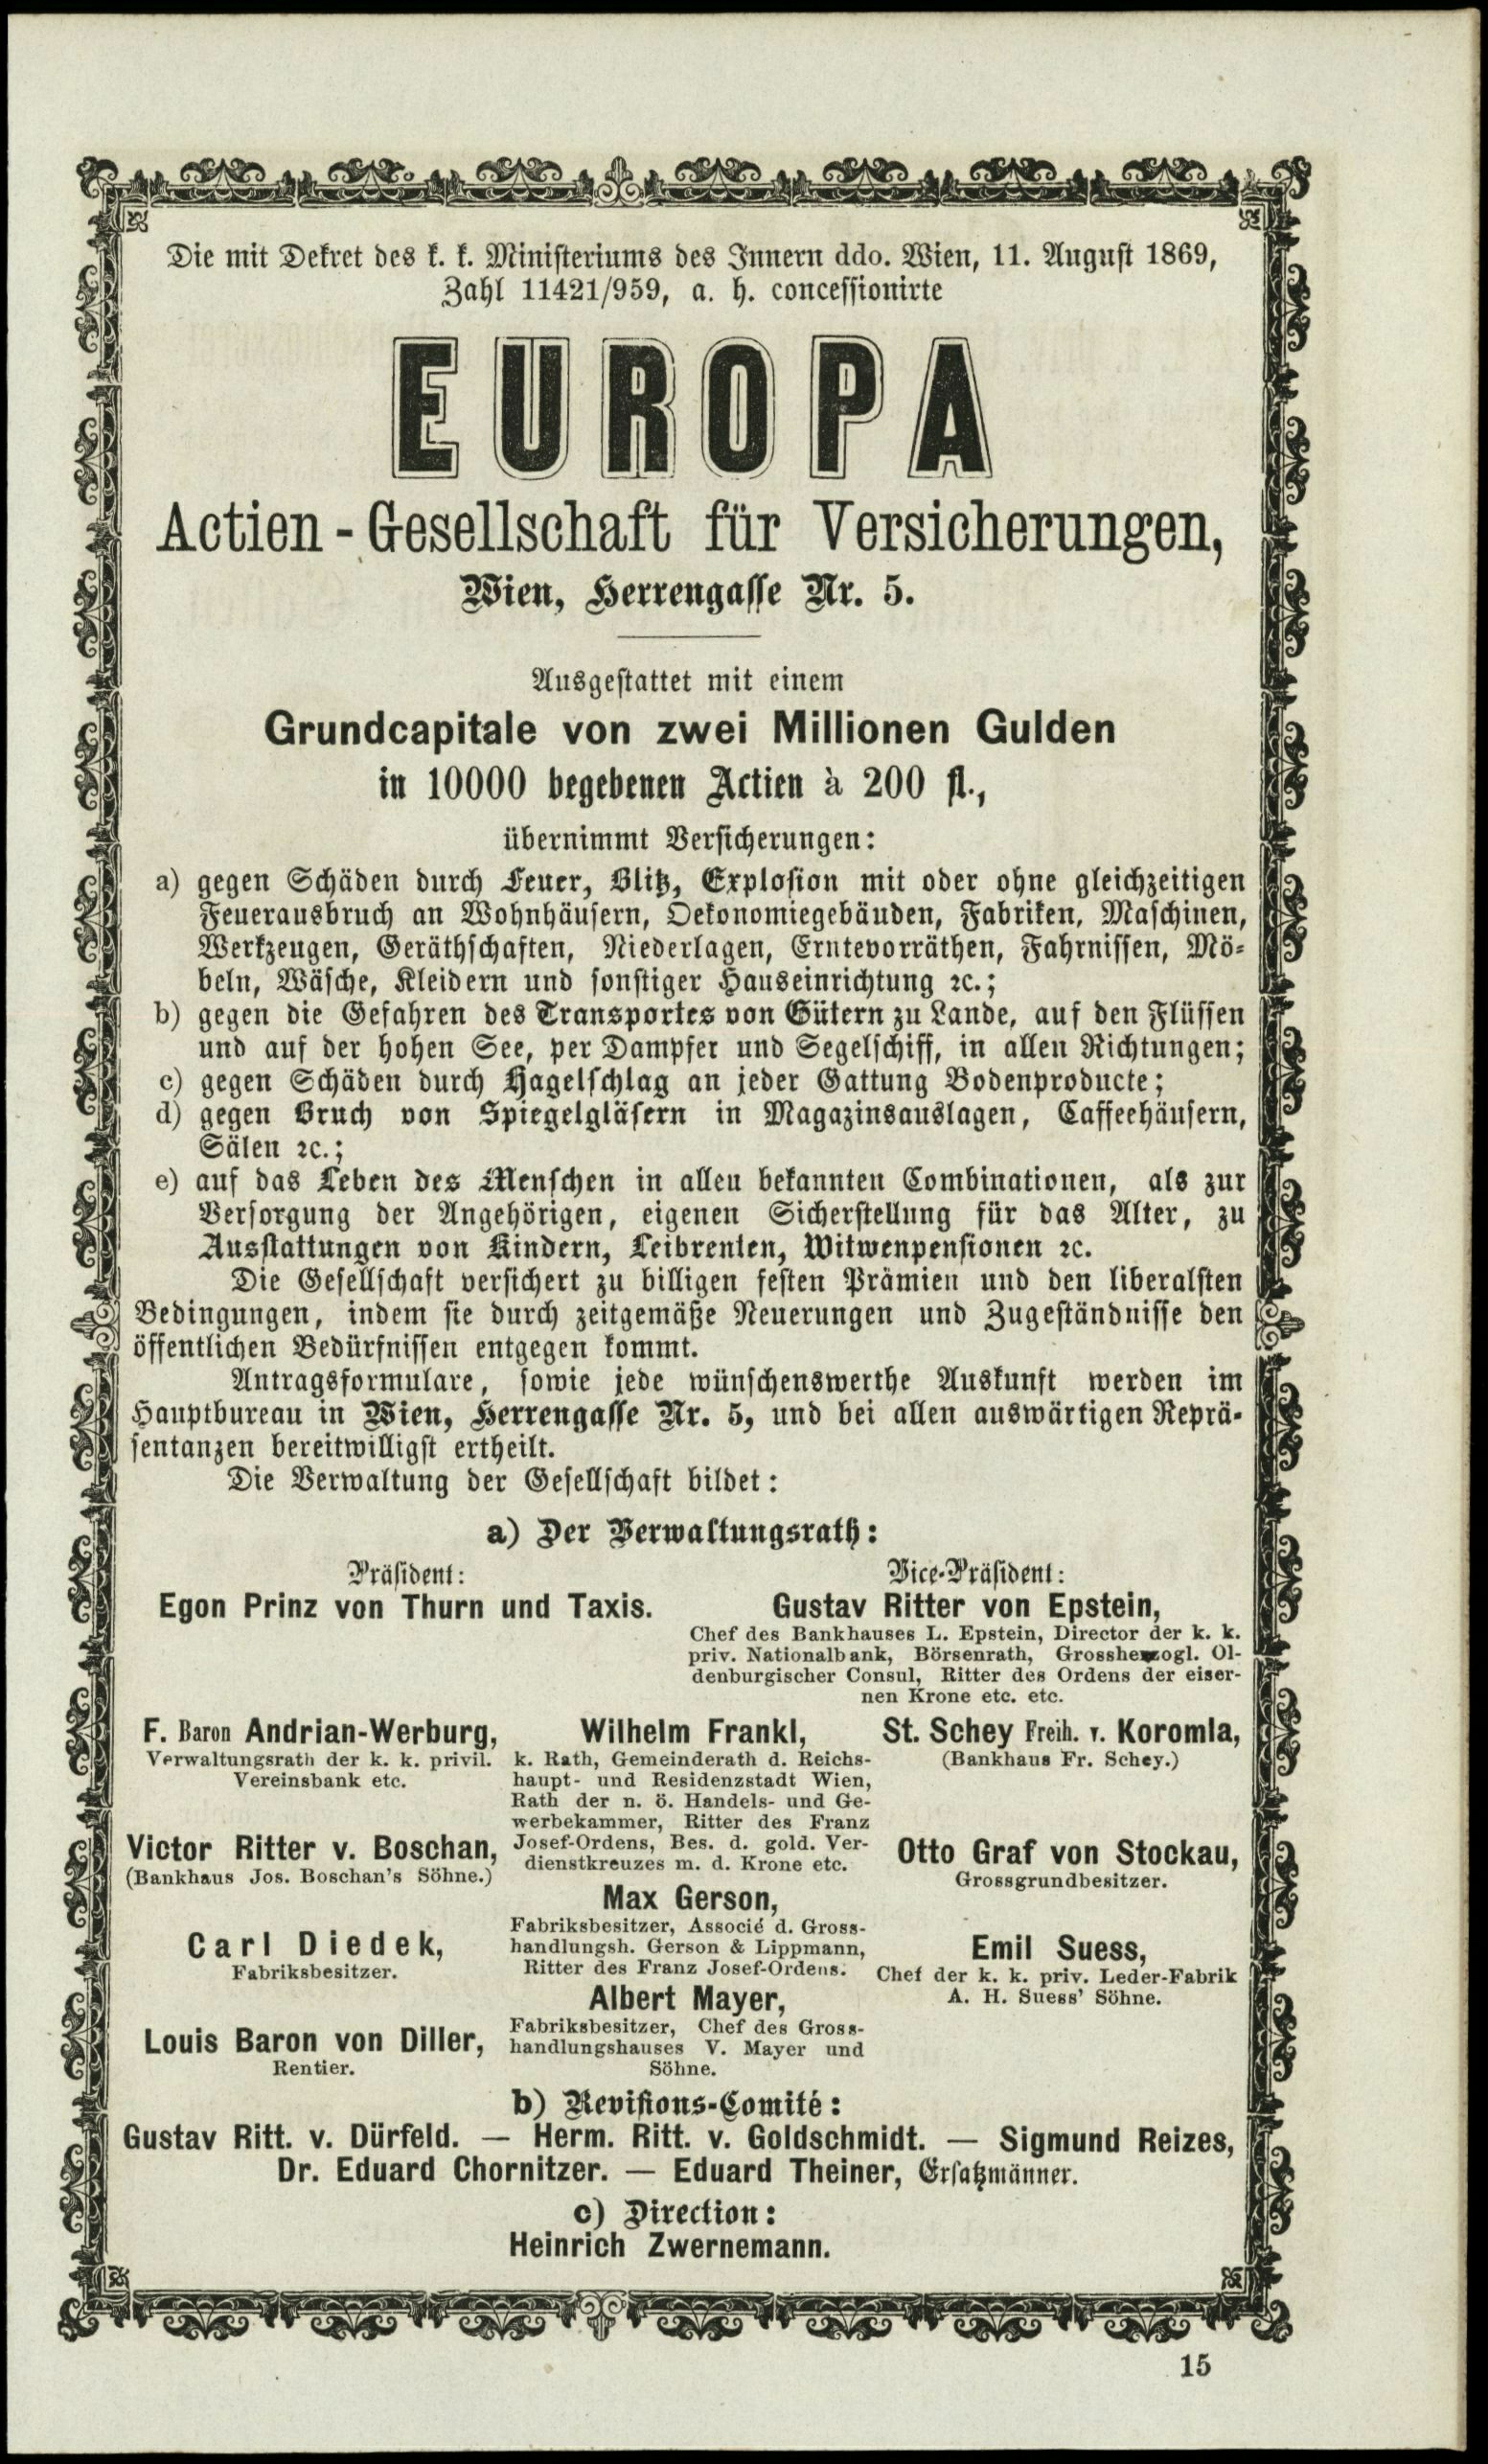 Die mit Dekret des k. k. Ministeriums des Innern ddo. Wien, 11. August 1869,
Zahl 11421/959, a. h. concessionirte
EUROPA
Actien-Gesellschaft für Versicherungen,
Wien, Herrengasse Nr. 5.
Ausgestattet mit einem
Grundcapitale von zwei Millionen Gulden
in 10000 begebenen Actien à 200 fl.,
übernimmt Versicherungen:
a) gegen Schäden durch Feuer, Blitz, Explosion mit oder ohne gleichzeitigen
Feuerausbruch an Wohnhäusern, Oekonomiegebäuden, Fabriken, Maschinen,
Werkzeugen, Geräthschaften, Niederlagen, Erntevorräthen, Fahrnissen, Mö-
beln, Wäsche, Kleidern und sonstiger Hauseinrichtung ꝛc.;
b) gegen die Gefahren des Transportes von Gütern zu Lande, auf den Flüssen
und auf der hohen See, per Dampfer und Segelschiff, in allen Richtungen;
c) gegen Schäden durch Hagelschlag an jeder Gattung Bodenproducte;
d) gegen Bruch von Spiegelgläsern in Magazinsauslagen, Caffeehäusern,
Sälen ꝛc.;
e) auf das Leben des Menschen in allen bekannten Combinationen, als zur
Versorgung der Angehörigen, eigenen Sicherstellung für das Alter, zu
Ausstattungen von Kindern, Leibrenten, Witwenpensionen ꝛc.
Die Gesellschaft versichert zu billigen festen Prämien und den liberalsten
Bedingungen, indem sie durch zeitgemäße Neuerungen und Zugeständnisse den
öffentlichen Bedürfnissen entgegen kommt.
Antragsformulare, sowie jede wünschenswerthe Auskunft werden im
Hauptbureau in Wien, Herrengasse Nr. 5, und bei allen auswärtigen Reprä-
sentanzen bereitwilligst ertheilt.
Die Verwaltung der Gesellschaft bildet:
a) Der Verwaltungsrath:
Präsident:
Egon Prinz von Thurn und Taxis.
Vice-Präsident:
Gustav Ritter von Epstein,
Chef des Bankhauses L. Epstein, Director der k. k.
priv. Nationalbank, Börsenrath, Grossherzogl. Ol-
denburgischer Consul, Ritter des Ordens der eiser-
nen Krone etc. etc.
F. Baron Andrian-Werburg,
Verwaltungsrath der k. k. privil.
Vereinsbank etc.
Victor Ritter v. Boschan,
(Bankhaus Jos. Boschan's Söhne.)
Carl Diedek,
Fabriksbesitzer.
Louis Baron von Diller,
Rentier.
Wilhelm Frankl,
k. Rath, Gemeinderath d. Reichs-
haupt- und Residenzstadt Wien,
Rath der n. ö. Handels- und Ge-
werbekammer, Ritter des Franz
Josef-Ordens, Bes. d. gold. Ver-
dienstkreuzes m. d. Krone etc.
Max Gerson,
Fabriksbesitzer, Associé d. Gross-
handlungsh. Gerson & Lippmann,
Ritter des Franz Josef-Ordens.
Albert Mayer,
Fabriksbesitzer, Chef des Gross-
handlungshauses V. Mayer und
Söhne.
St. Schey Freih. v. Koromla,
(Bankhaus Fr. Schey.)
Otto Graf von Stockau,
Grossgrundbesitzer.
Emil Suess,
Chef der k. k. priv. Leder-Fabrik
A. H. Suess' Söhne.
b) Revisions-Comité:
Gustav Ritt. v. Dürfeld. — Herm. Ritt. v. Goldschmidt. — Sigmund Reizes,
Dr. Eduard Chornitzer. — Eduard Theiner, Ersatzmänner.
c) Direction:
Heinrich Zwernemann.
15